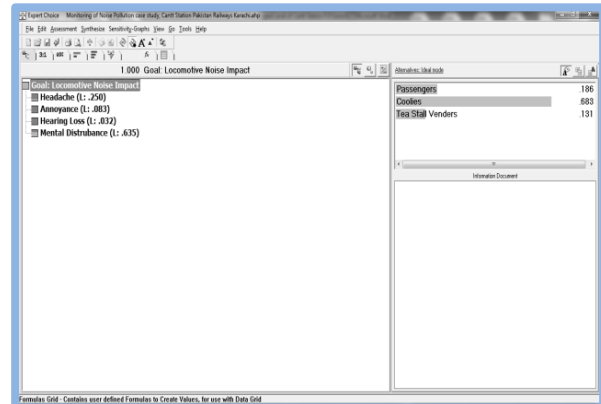 Expert Choice Monitoring of Noise Pollution case study, Cantt Station Pakistan Railways Karachi.ahp
File Edit Assessment Synthesize Sensitivity-Graphs View Go Tools Help
1.000 Goal: Locomotive Noise Impact
Alternatives: Ideal mode
Goal: Locomotive Noise Impact
Headache (L: .250)
Annoyance (L: .083)
Hearing Loss (L: .032)
Mental Distrubance (L: .635)
Passengers .186
Coolies .683
Tea Stall Venders .131
Information Document
Formulas Grid - Contains user defined Formulas to Create Values, for use with Data Grid